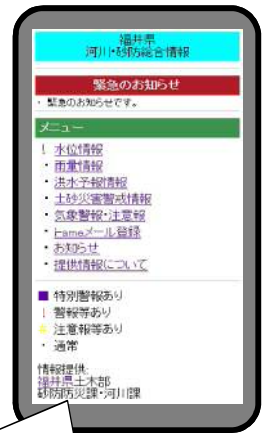 福井県
河川・砂防総合情報
緊急のお知らせ
・ 緊急のお知らせです。
メニュー
! 水位情報
・ 雨量情報
・ 洪水予報情報
・ 土砂災害警戒情報
・ 気象警報・注意報
・ Fameメール登録
・ お知らせ
・ 提供情報について
■ 特別警報あり
! 警報等あり
▲ 注意報等あり
・ 通常
情報提供:
福井県土木部
砂防防災課・河川課